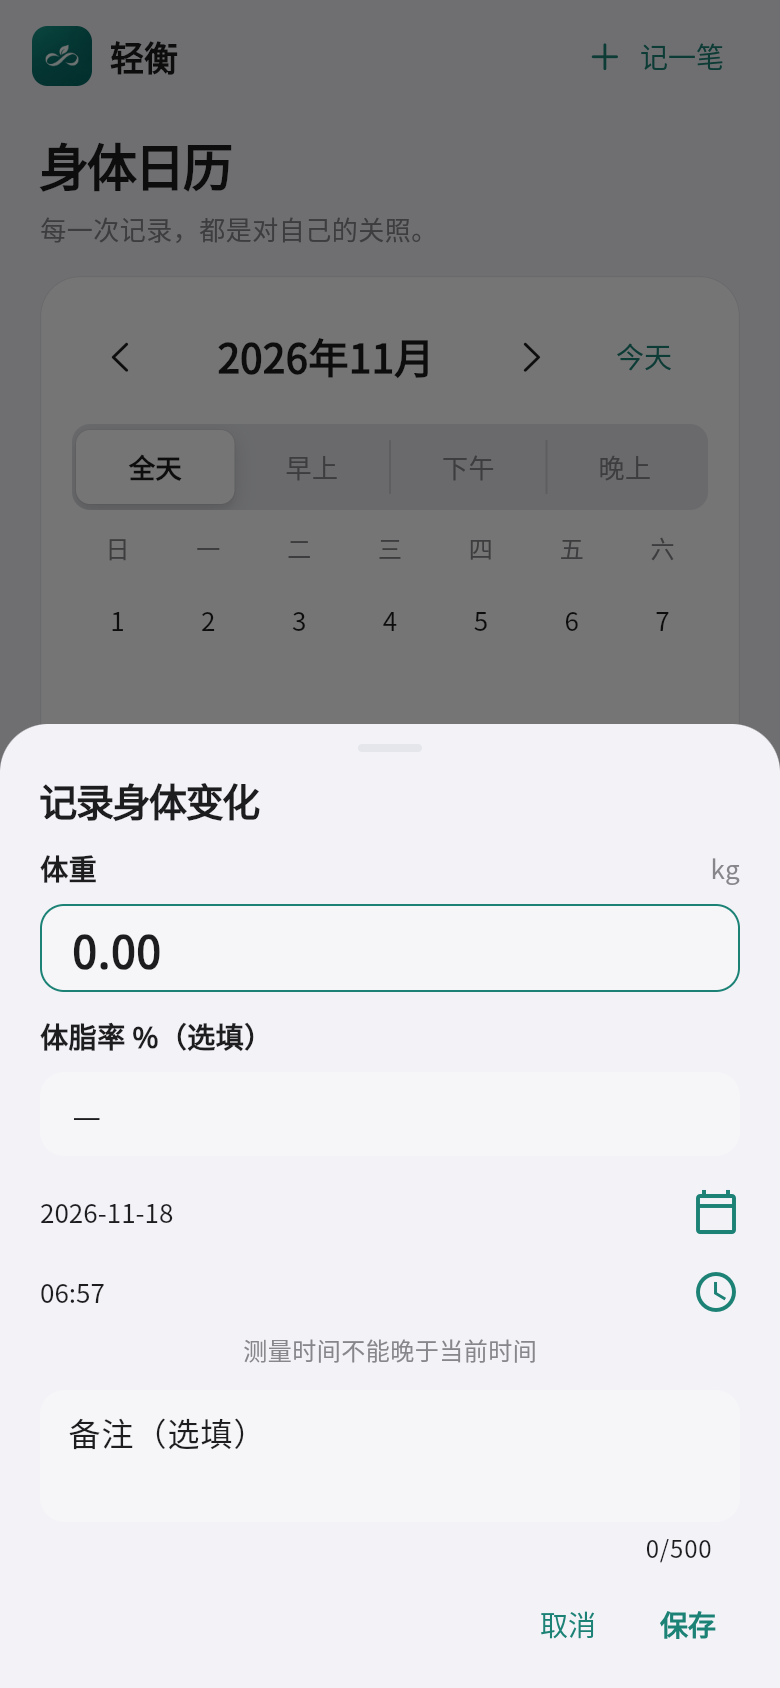 轻衡
记一笔
身体日历
每一次记录，都是对自己的关照。
2026年11月
今天
全天 早上 下午 晚上
日 一 二 三 四 五 六
1 2 3 4 5 6 7
记录身体变化
体重 kg
0.00
体脂率 %（选填）
—
2026-11-18
06:57
测量时间不能晚于当前时间
备注（选填）
0/500
取消 保存